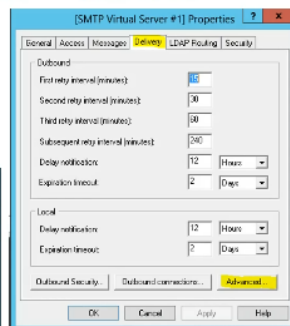 [SMTP Virtual Server #1] Properties ? x
General Access Messages Delivery LDAP Routing Security
Outbound
First retry interval (minutes): 15
Second retry interval (minutes): 30
Third retry interval (minutes): 60
Subsequent retry interval (minutes): 240
Delay notification: 12 Hours
Expiration timeout: 2 Days
Local
Delay notification: 12 Hours
Expiration timeout: 2 Days
Outbound Security... Outbound connections... Advanced...
OK Cancel Apply Help